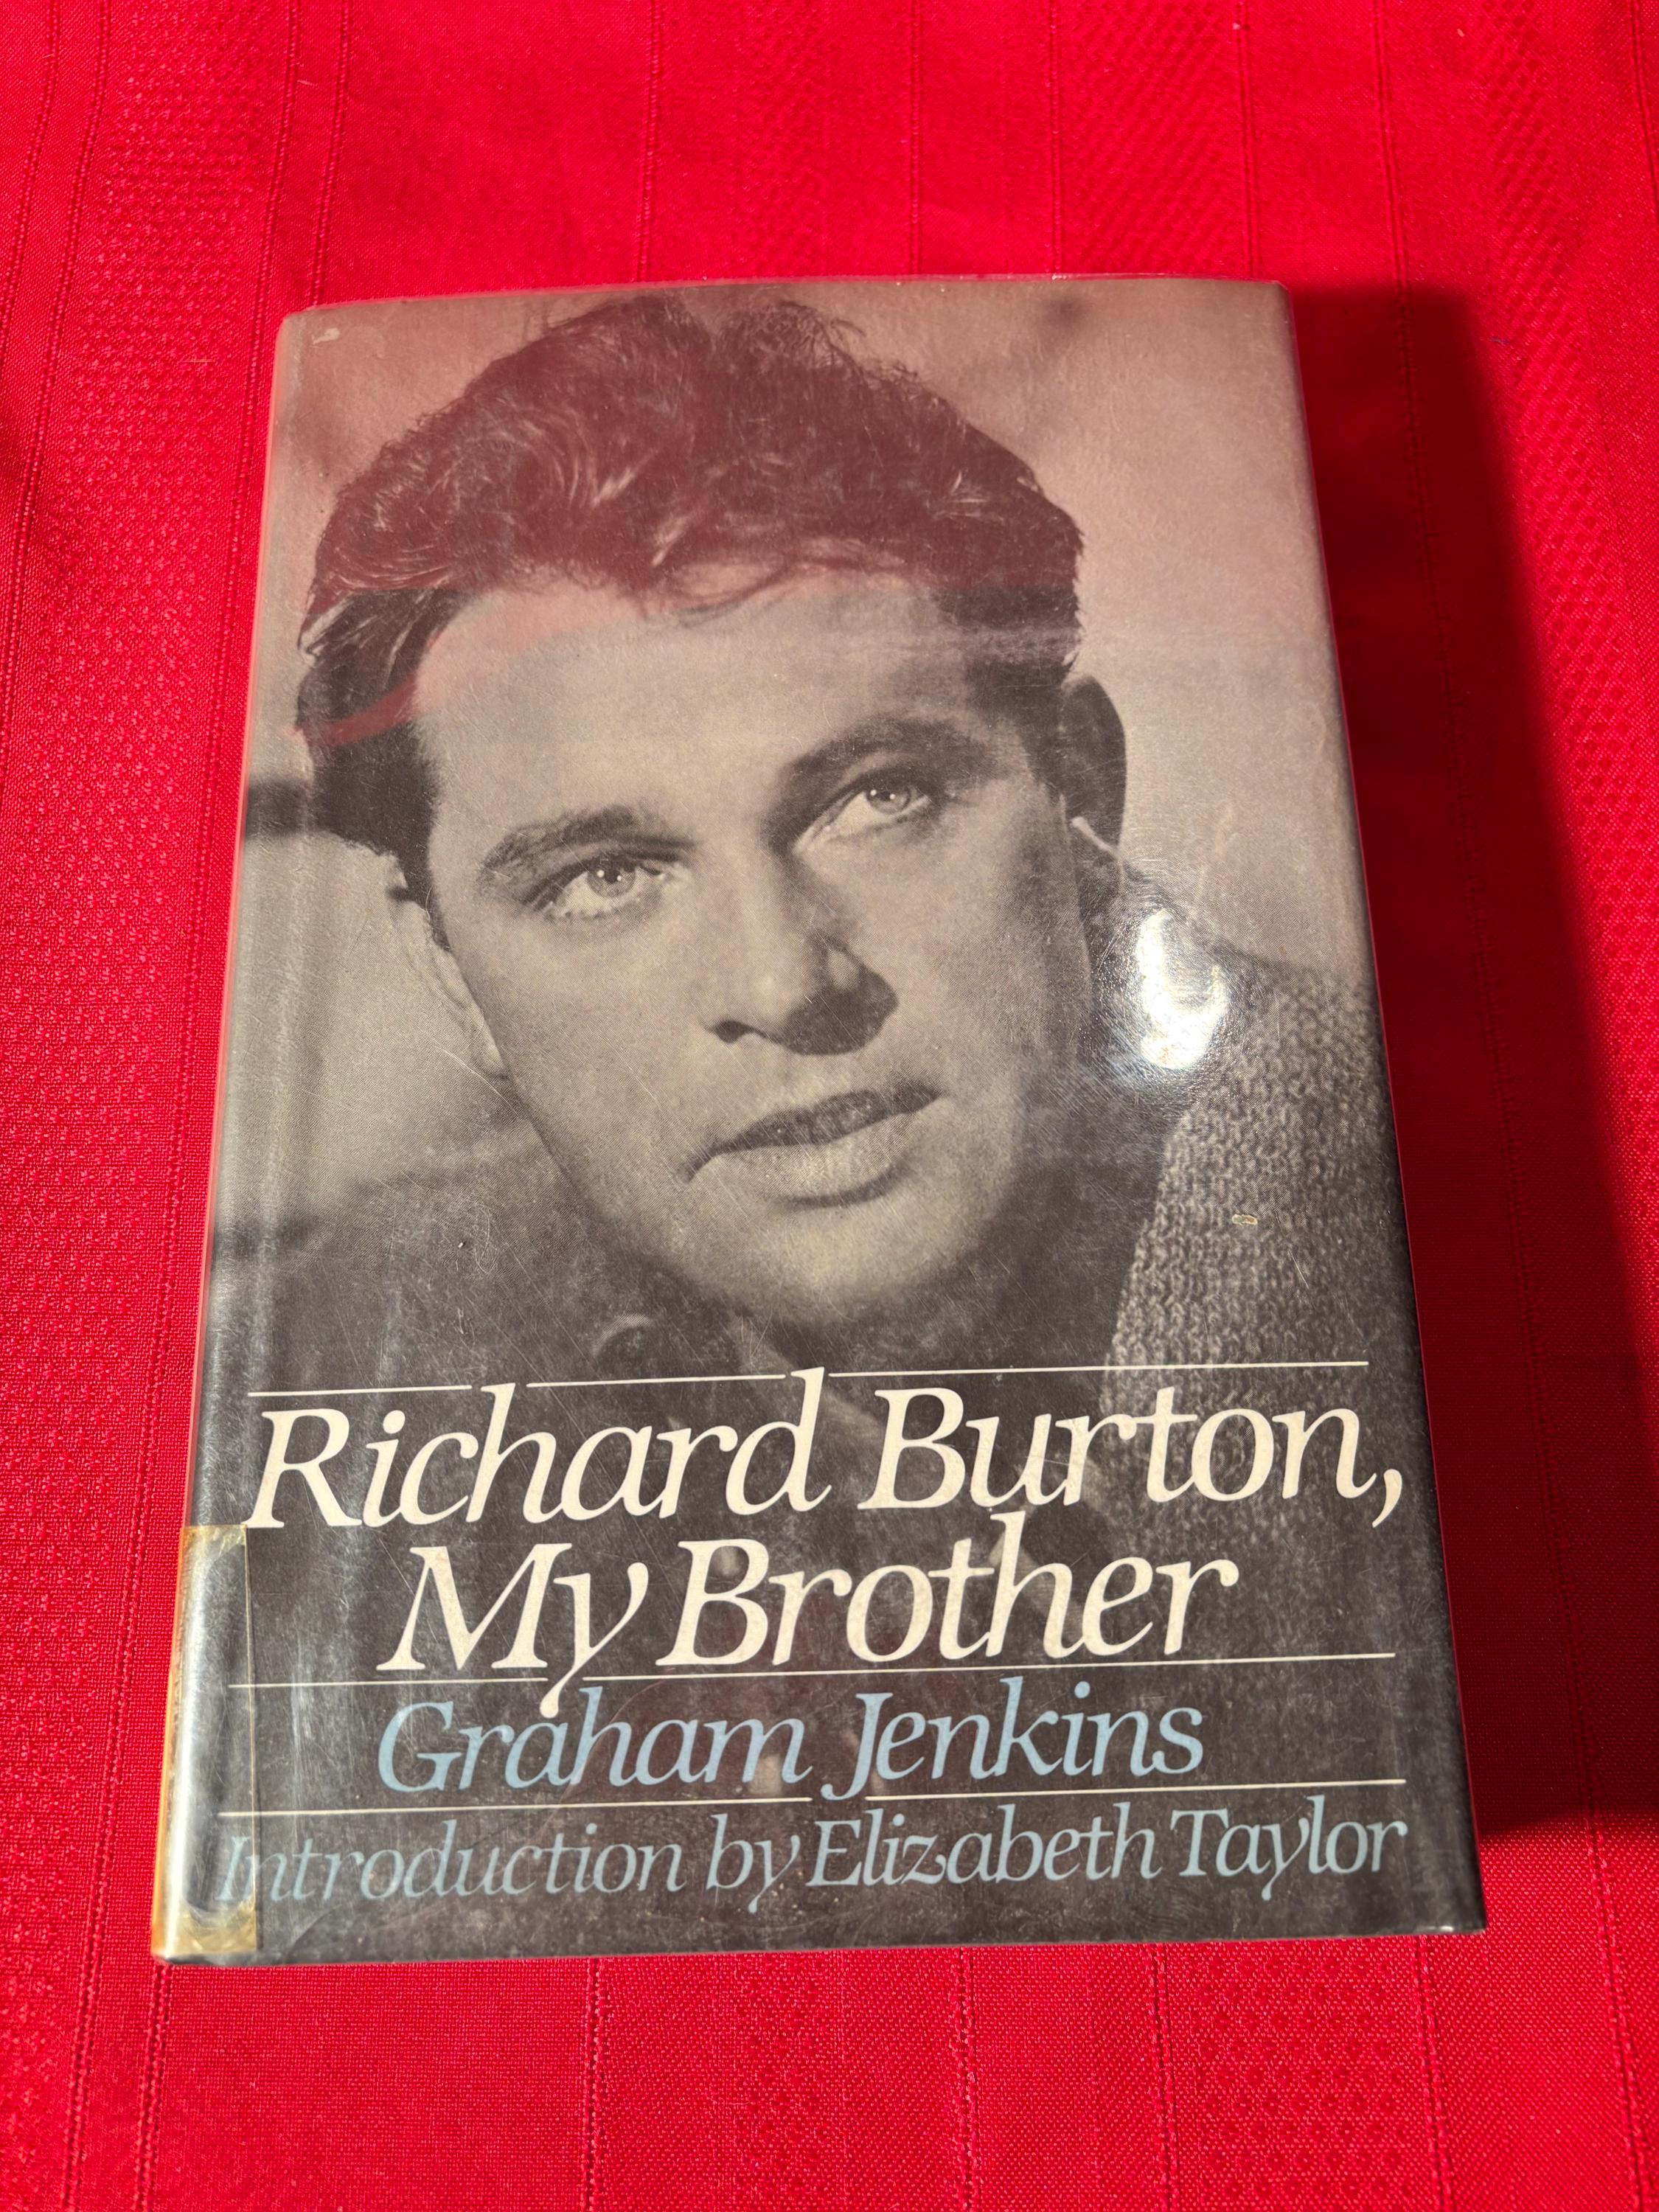 Richard Burton,
My Brother
Graham Jenkins
Introduction by Elizabeth Taylor